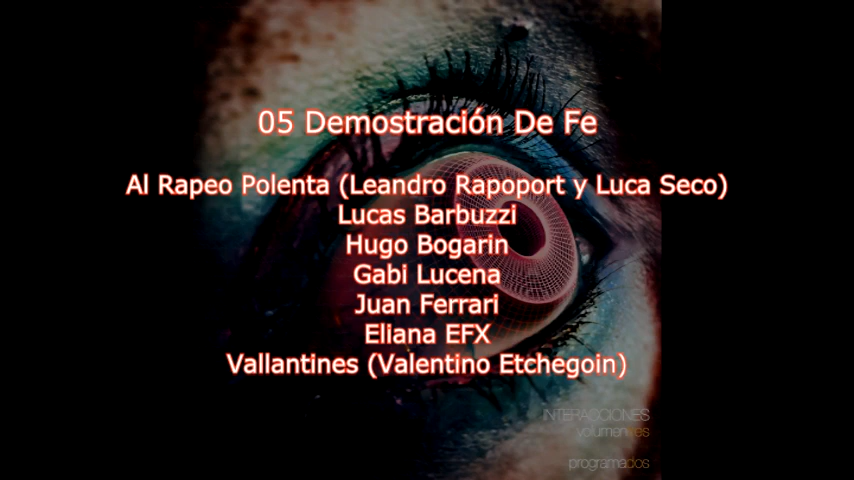 05 Demostración De Fe
Al Rapeo Polenta (Leandro Rapoport y Luca Seco)
Lucas Barbuzzi
Hugo Bogarin
Gabi Lucena
Juan Ferrari
Eliana EFX
Vallantines (Valentino Etchegoin)
INTERACCIONES
volumen
programados